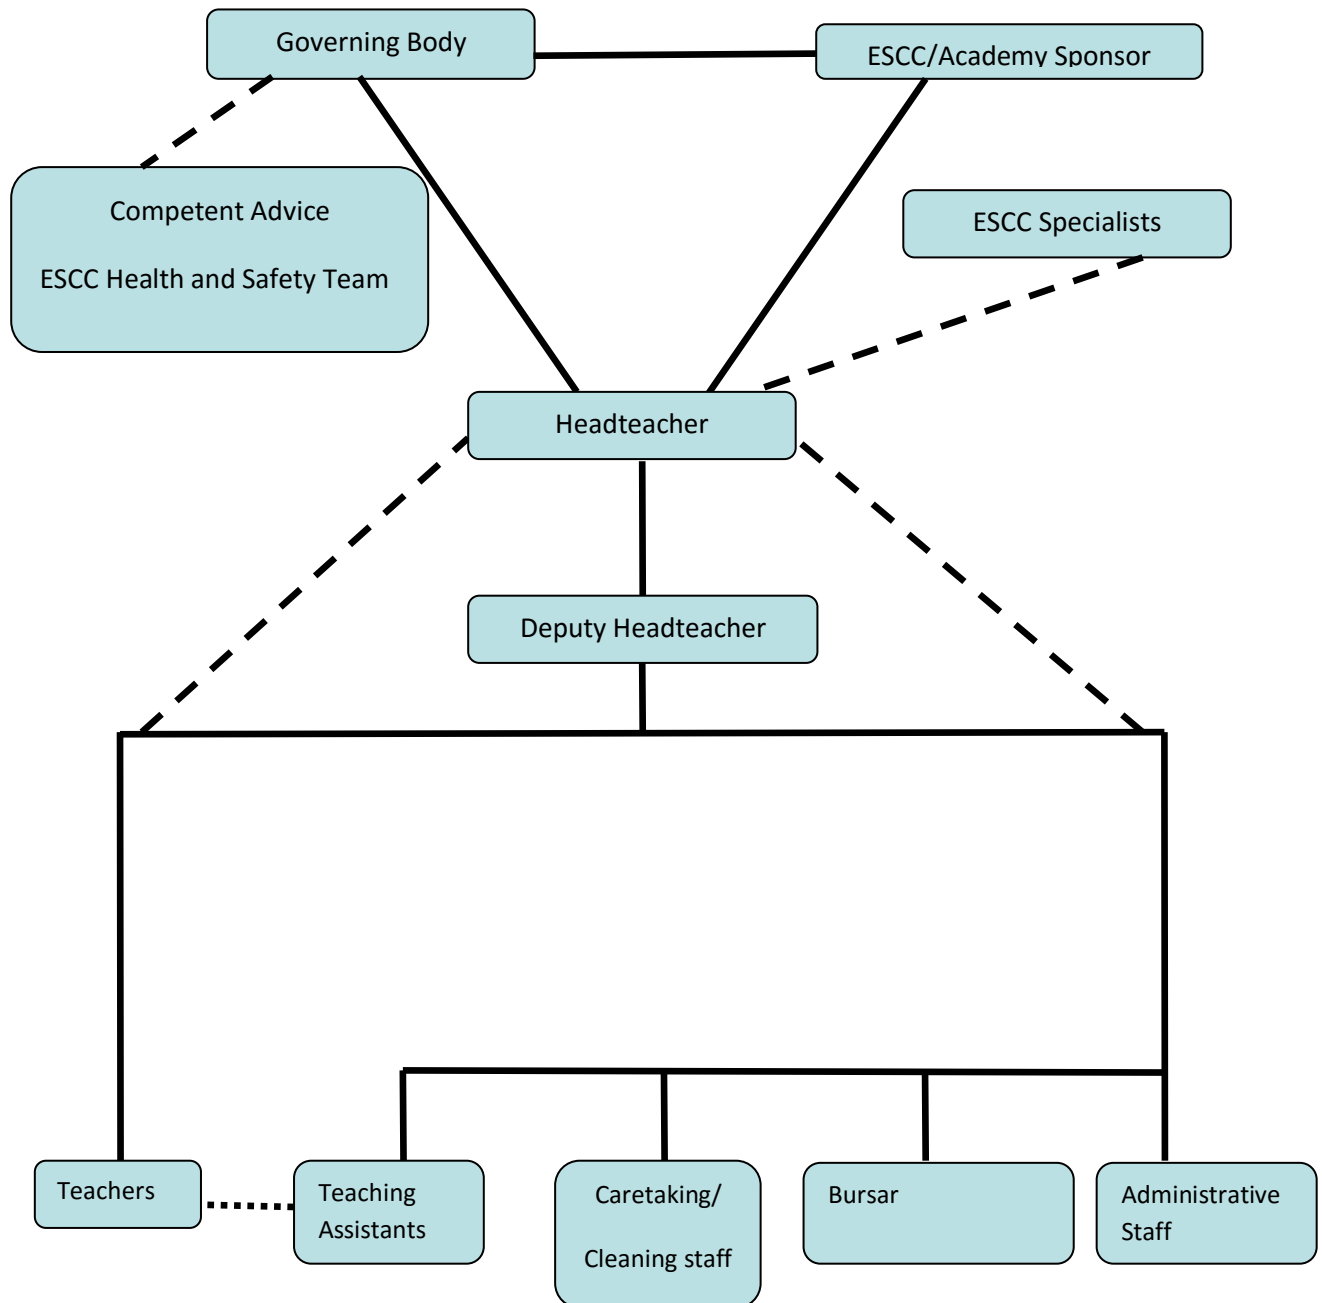 Governing Body
ESCC/Academy Sponsor
Competent Advice
ESCC Health and Safety Team
ESCC Specialists
Headteacher
Deputy Headteacher
Teachers
Teaching
Assistants
Caretaking/
Cleaning staff
Bursar
Administrative
Staff